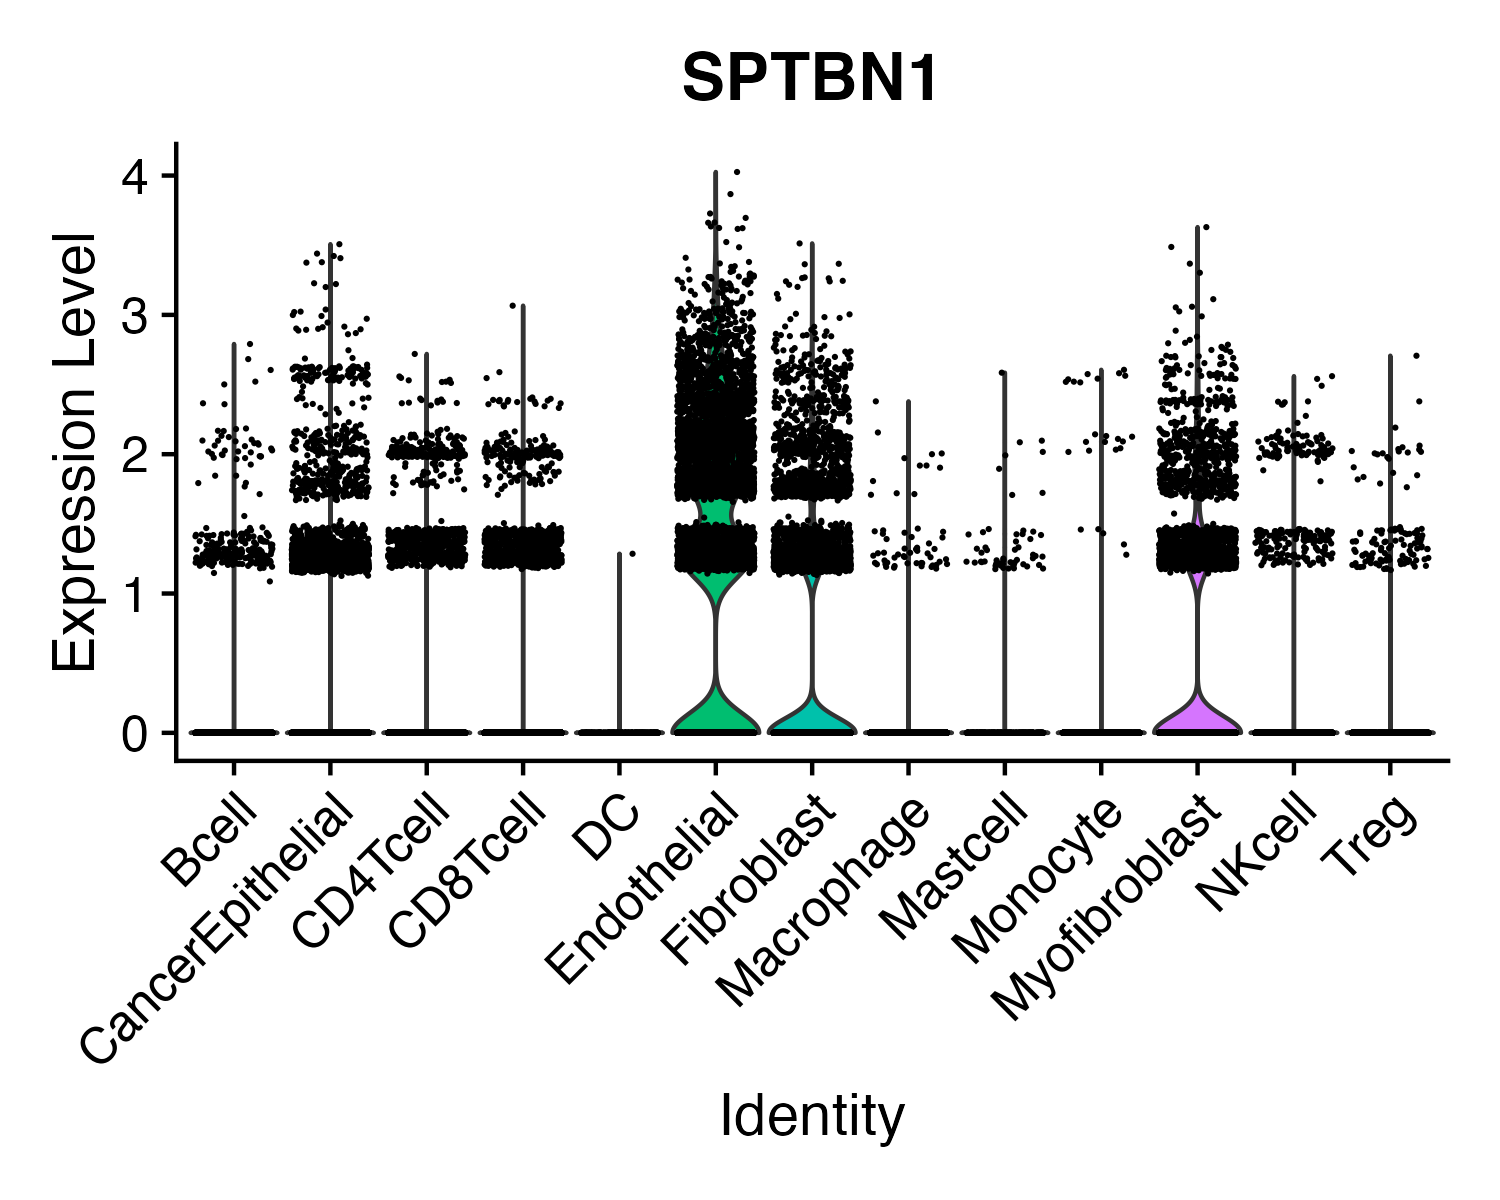 SPTBN1
Expression Level
4
3
2
1
0
Bcell
CancerEpithelial
CD4Tcell
CD8Tcell
DC
Endothelial
Fibroblast
Macrophage
Mastcell
Monocyte
Myofibroblast
NKcell
Treg
Identity